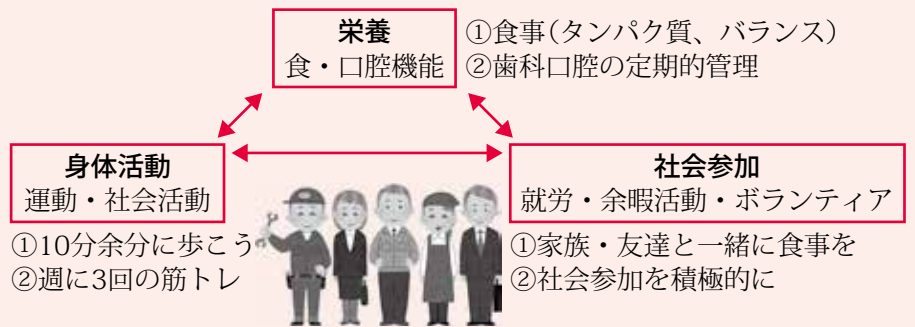 栄養
食・口腔機能
①食事（タンパク質、バランス）
②歯科口腔の定期的管理
身体活動
運動・社会活動
①10分余分に歩こう
②週に3回の筋トレ
社会参加
就労・余暇活動・ボランティア
①家族・友達と一緒に食事を
②社会参加を積極的に